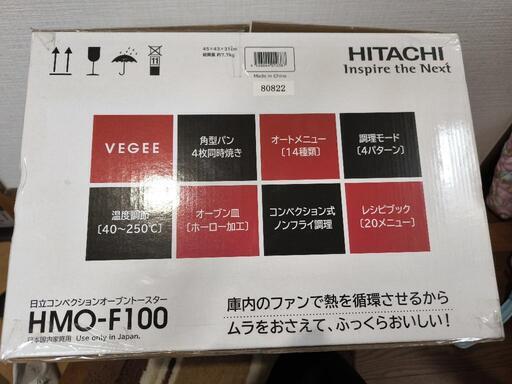 45×43×31cm
総質量 約7.7kg
Made in China
80822
HITACHI
Inspire the Next
11
VEGEE
角型パン
4枚同時焼き
オートメニュー
〔14種類〕
調理モード
〔4パターン〕
温度調節
〔40～250℃〕
オーブン皿
〔ホーロー加工〕
コンベクション式
ノンフライ調理
レシピブック
〔20メニュー〕
日立コンベクションオーブントースター
HMO-F100
日本国内家庭用 Use only in Japan.
庫内のファンで熱を循環させるから
ムラをおさえて、ふっくらおいしい!